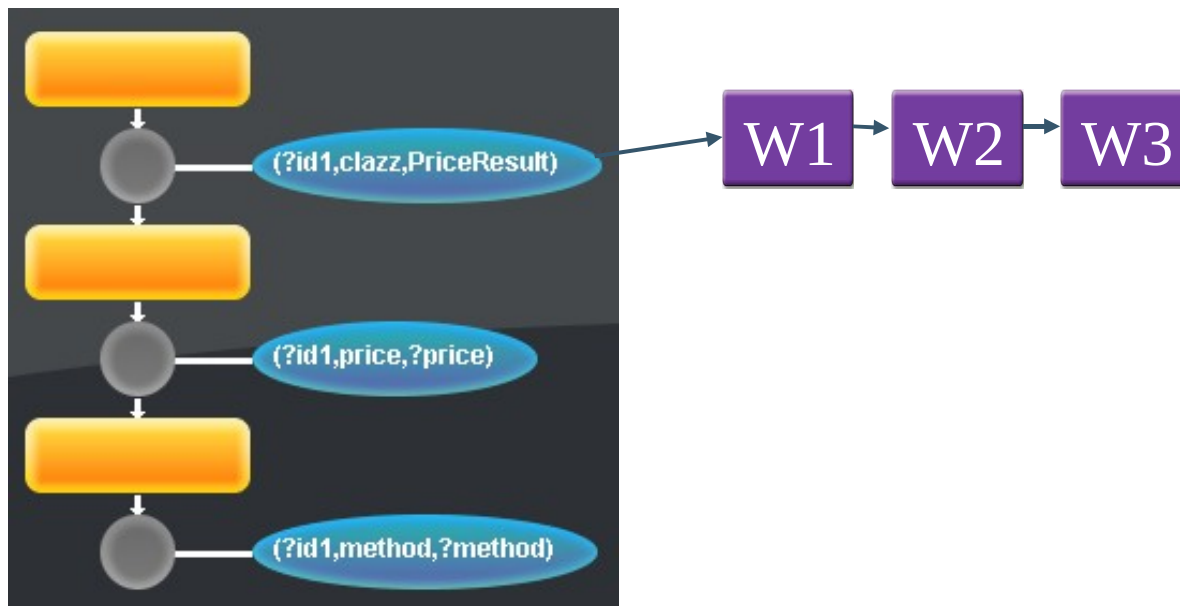 (?id1,clazz,PriceResult)
W1 W2 W3
(?id1,price,?price)
(?id1,method,?method)